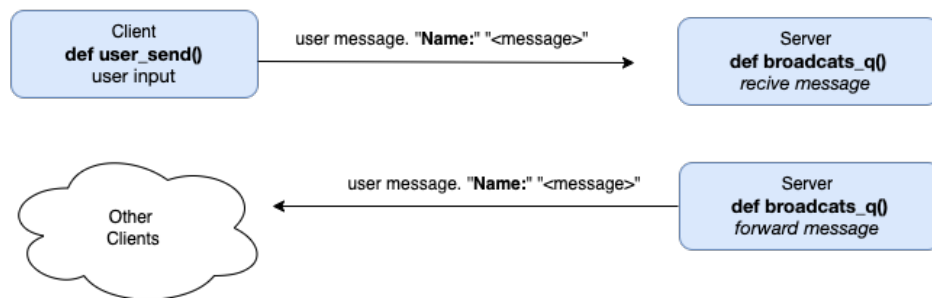 Client
def user_send()
user input
user message. "Name:" "<message>"
Server
def broadcats_q()
recive message
Other
Clients
user message. "Name:" "<message>"
Server
def broadcats_q()
forward message